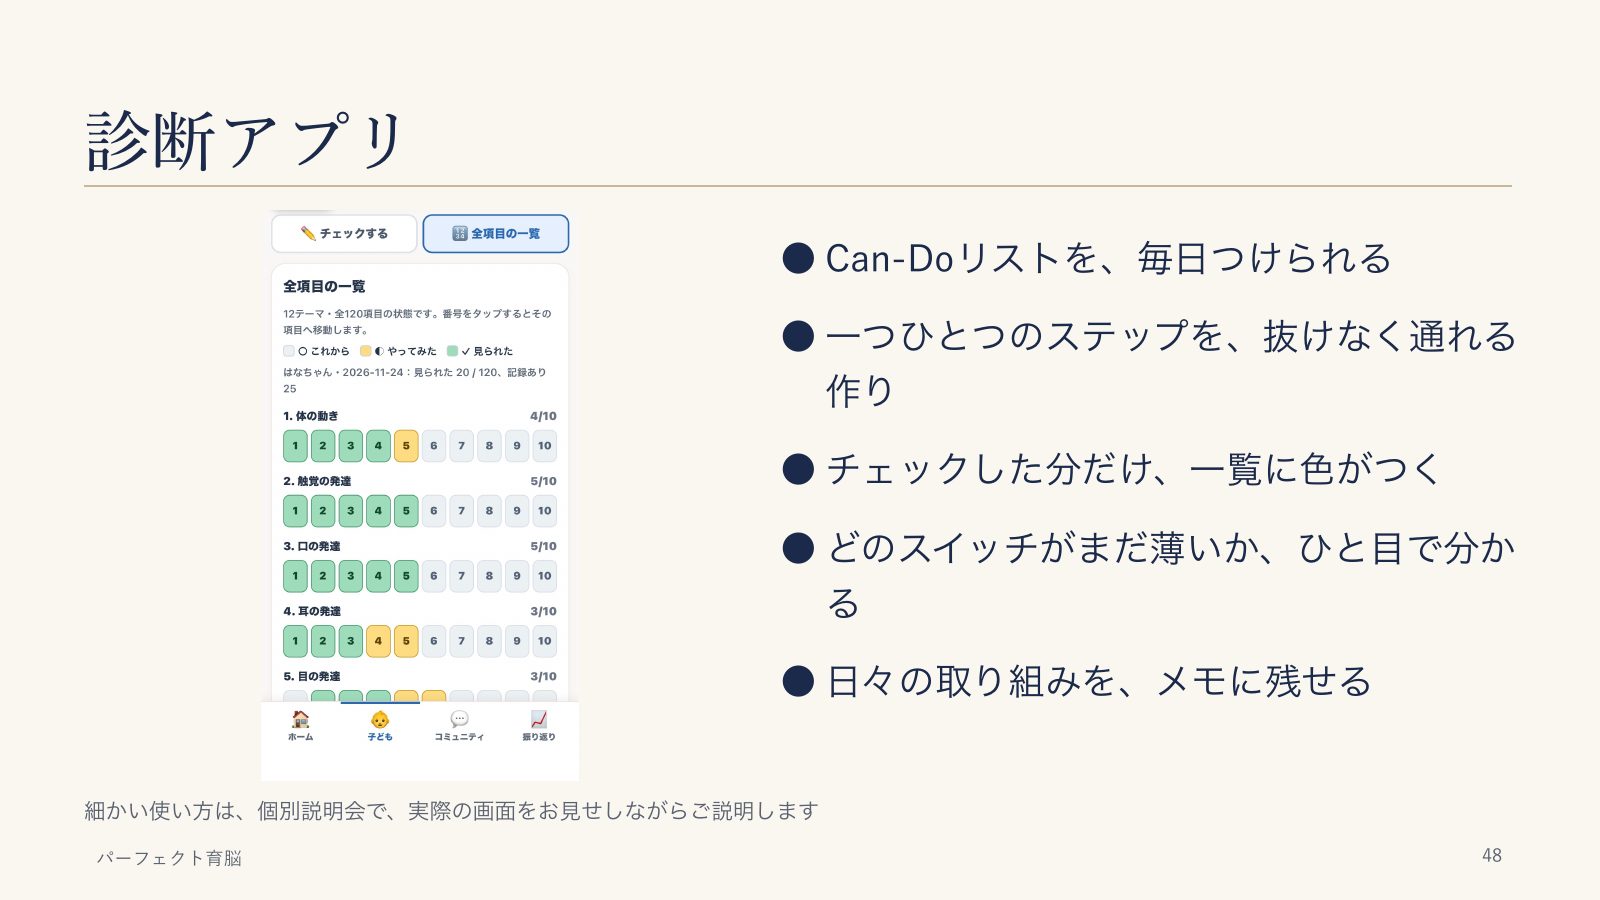 診断アプリ
✏️ チェックする
🔢 全項目の一覧
全項目の一覧
12テーマ・全120項目の状態です。番号をタップするとその
項目へ移動します。
○ これから ◐ やってみた ✓ 見られた
はなちゃん・2026-11-24：見られた 20 / 120、記録あり
25
1. 体の動き 4/10
1 2 3 4 5 6 7 8 9 10
2. 触覚の発達 5/10
1 2 3 4 5 6 7 8 9 10
3. 口の発達 5/10
1 2 3 4 5 6 7 8 9 10
4. 耳の発達 3/10
1 2 3 4 5 6 7 8 9 10
5. 目の発達 3/10
ホーム 子ども コミュニティ 振り返り
● Can-Doリストを、毎日つけられる
● 一つひとつのステップを、抜けなく通れる
作り
● チェックした分だけ、一覧に色がつく
● どのスイッチがまだ薄いか、ひと目で分か
る
● 日々の取り組みを、メモに残せる
細かい使い方は、個別説明会で、実際の画面をお見せしながらご説明します
パーフェクト育脳
48